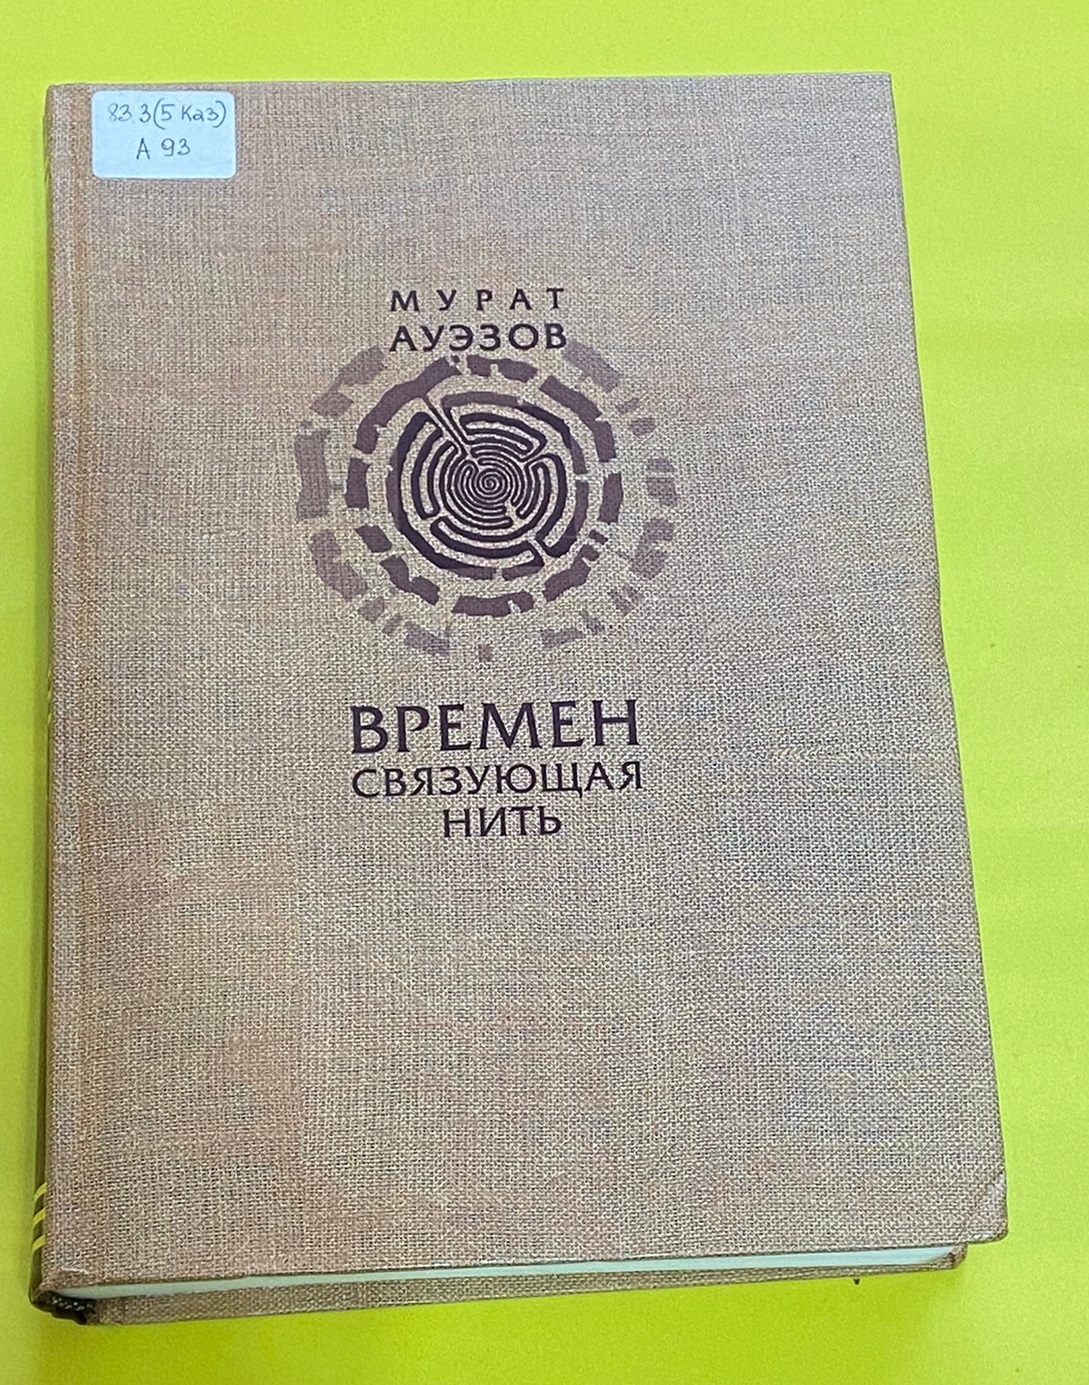 83.3(5 Каз)
А 93
МУРАТ
АУЭЗОВ
ВРЕМЕН
СВЯЗУЮЩАЯ
НИТЬ